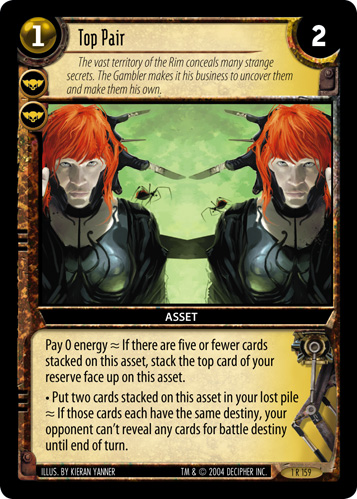 1 Top Pair 2
The vast territory of the Rim conceals many strange
secrets. The Gambler makes it his business to uncover them
and make them his own.
ASSET
Pay 0 energy ≈ If there are five or fewer cards
stacked on this asset, stack the top card of your
reserve face up on this asset.
• Put two cards stacked on this asset in your lost pile
≈ If those cards each have the same destiny, your
opponent can't reveal any cards for battle destiny
until end of turn.
ILLUS. BY KIERAN YANNER TM & © 2004 DECIPHER INC. 1 R 159